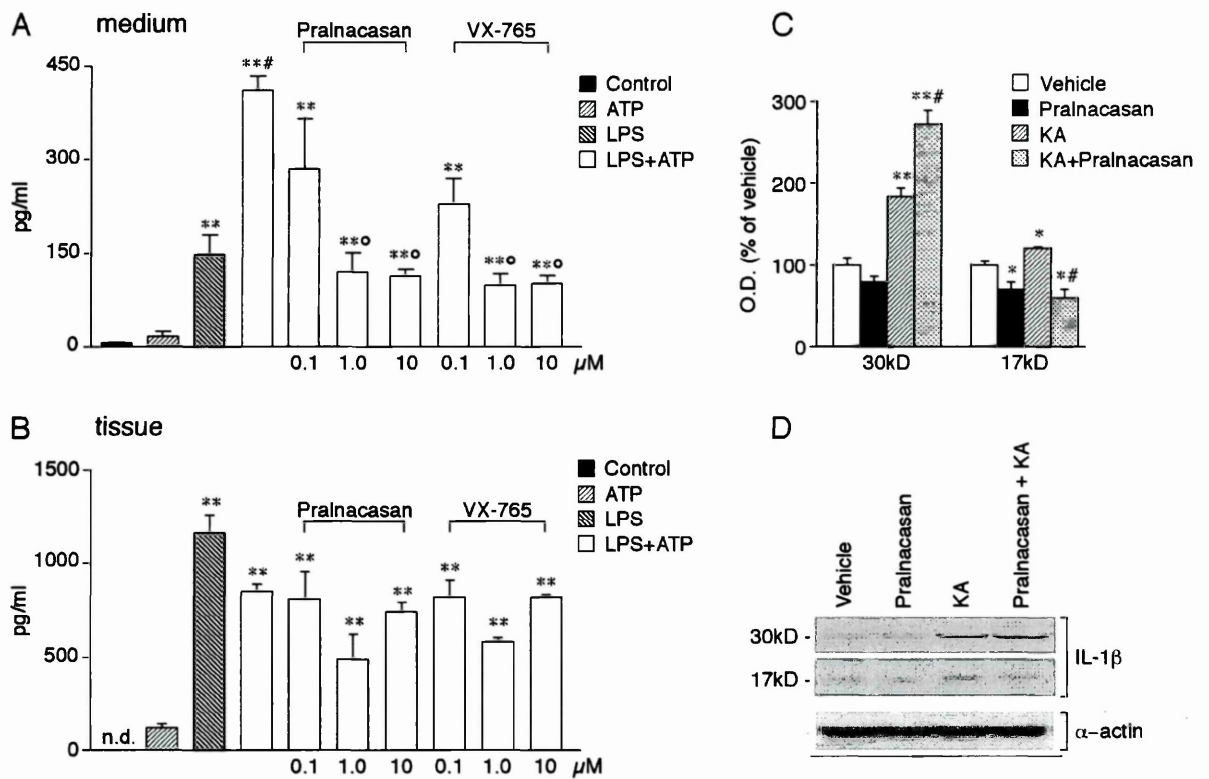 A medium
Pralnacasan VX-765
pg/ml
450
300
150
0
**#
**
**
**o
**o
**
**o
**o
0.1 1.0 10 0.1 1.0 10 µM
Control
ATP
LPS
LPS+ATP
B tissue
Pralnacasan VX-765
pg/ml
1500
1000
500
0
n.d.
**
**
**
**
**
**
**
**
0.1 1.0 10 0.1 1.0 10 µM
Control
ATP
LPS
LPS+ATP
C
O.D. (% of vehicle)
300
200
100
0
**
**#
*
*
*#
30kD 17kD
Vehicle
Pralnacasan
KA
KA+Pralnacasan
D
Vehicle
Pralnacasan
KA
Pralnacasan + KA
30kD -
17kD -
IL-1β
α-actin